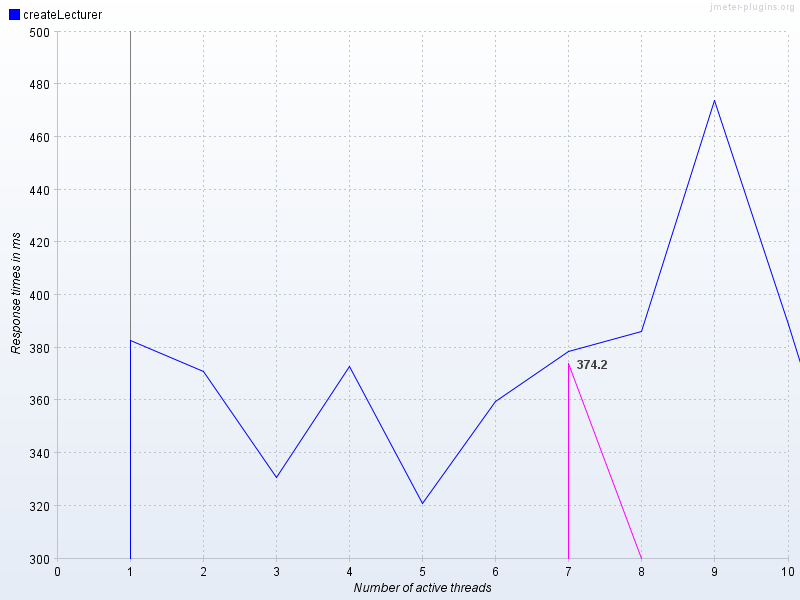 jmeter-plugins.org
createLecturer
500
480
460
440
420
400
380
360
340
320
300
Response times in ms
374.2
0 1 2 3 4 5 6 7 8 9 10
Number of active threads